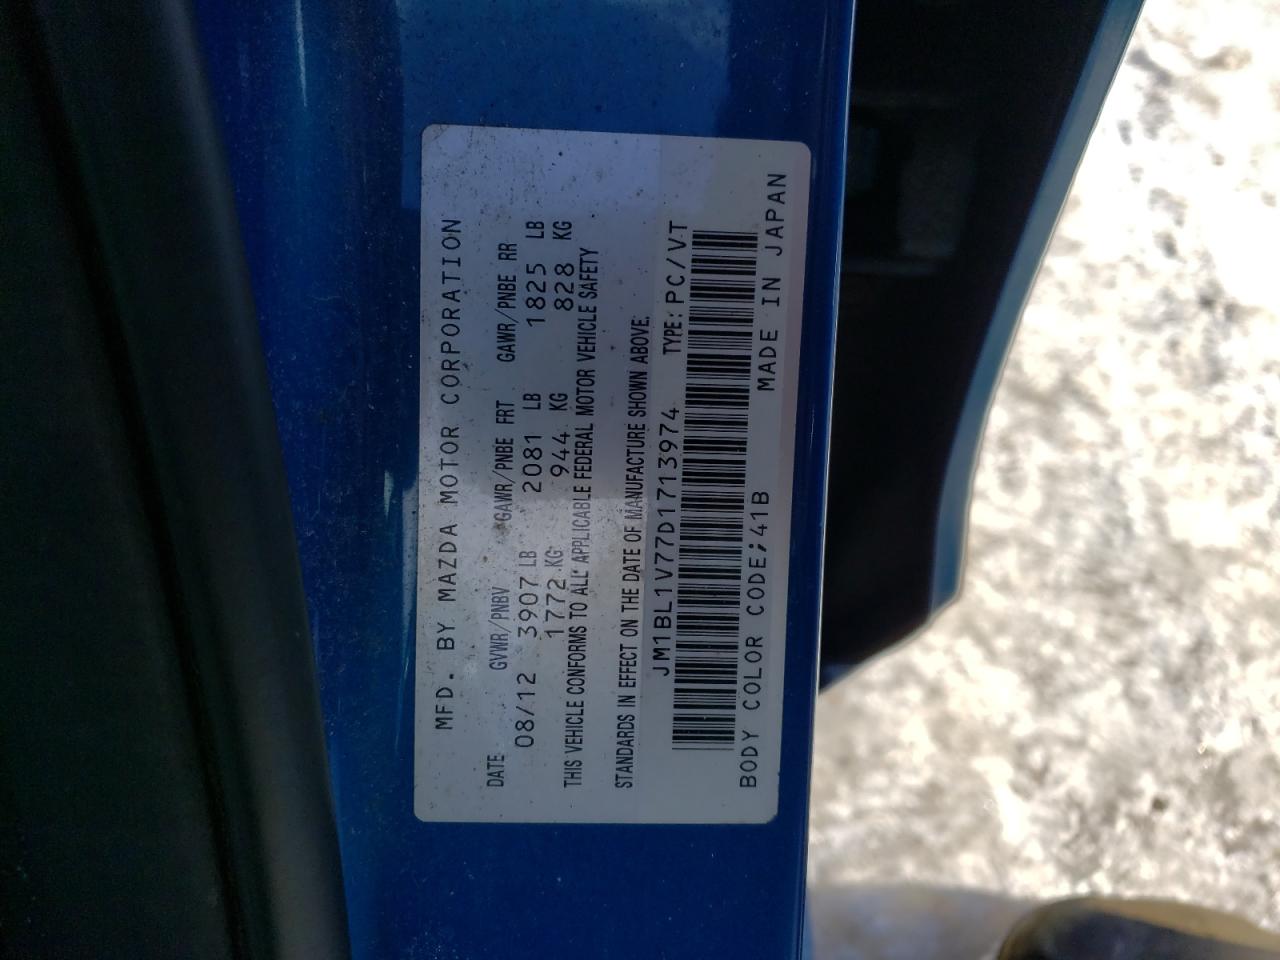 MFD. BY MAZDA MOTOR CORPORATION
DATE GVWR/PNBV GAWR/PNBE FRT GAWR/PNBE RR
08/12 3907 LB 2081 LB 1825 LB
1772 KG 944 KG 828 KG
THIS VEHICLE CONFORMS TO ALL APPLICABLE FEDERAL MOTOR VEHICLE SAFETY
STANDARDS IN EFFECT ON THE DATE OF MANUFACTURE SHOWN ABOVE.
JM1BL1V77D1713974 TYPE: PC/VT
BODY COLOR CODE;41B MADE IN JAPAN